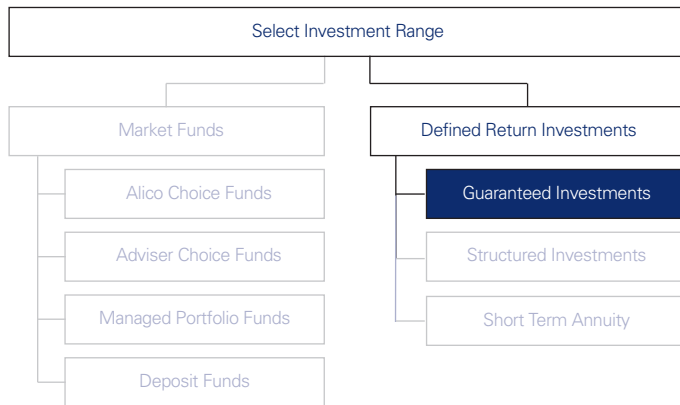 Select Investment Range
Market Funds
Alico Choice Funds
Adviser Choice Funds
Managed Portfolio Funds
Deposit Funds
Defined Return Investments
Guaranteed Investments
Structured Investments
Short Term Annuity